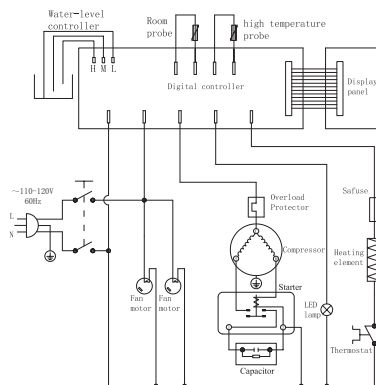 Water-level
controller
Room
probe
high temperature
probe
H M L
Digital controller
Display
panel
～110-120V
60Hz
L
N
Overload
Protector
Safuse
Compressor
Heating
element
Fan
motor
Fan
motor
Starter
LED
lamp
Thermostat
Capacitor